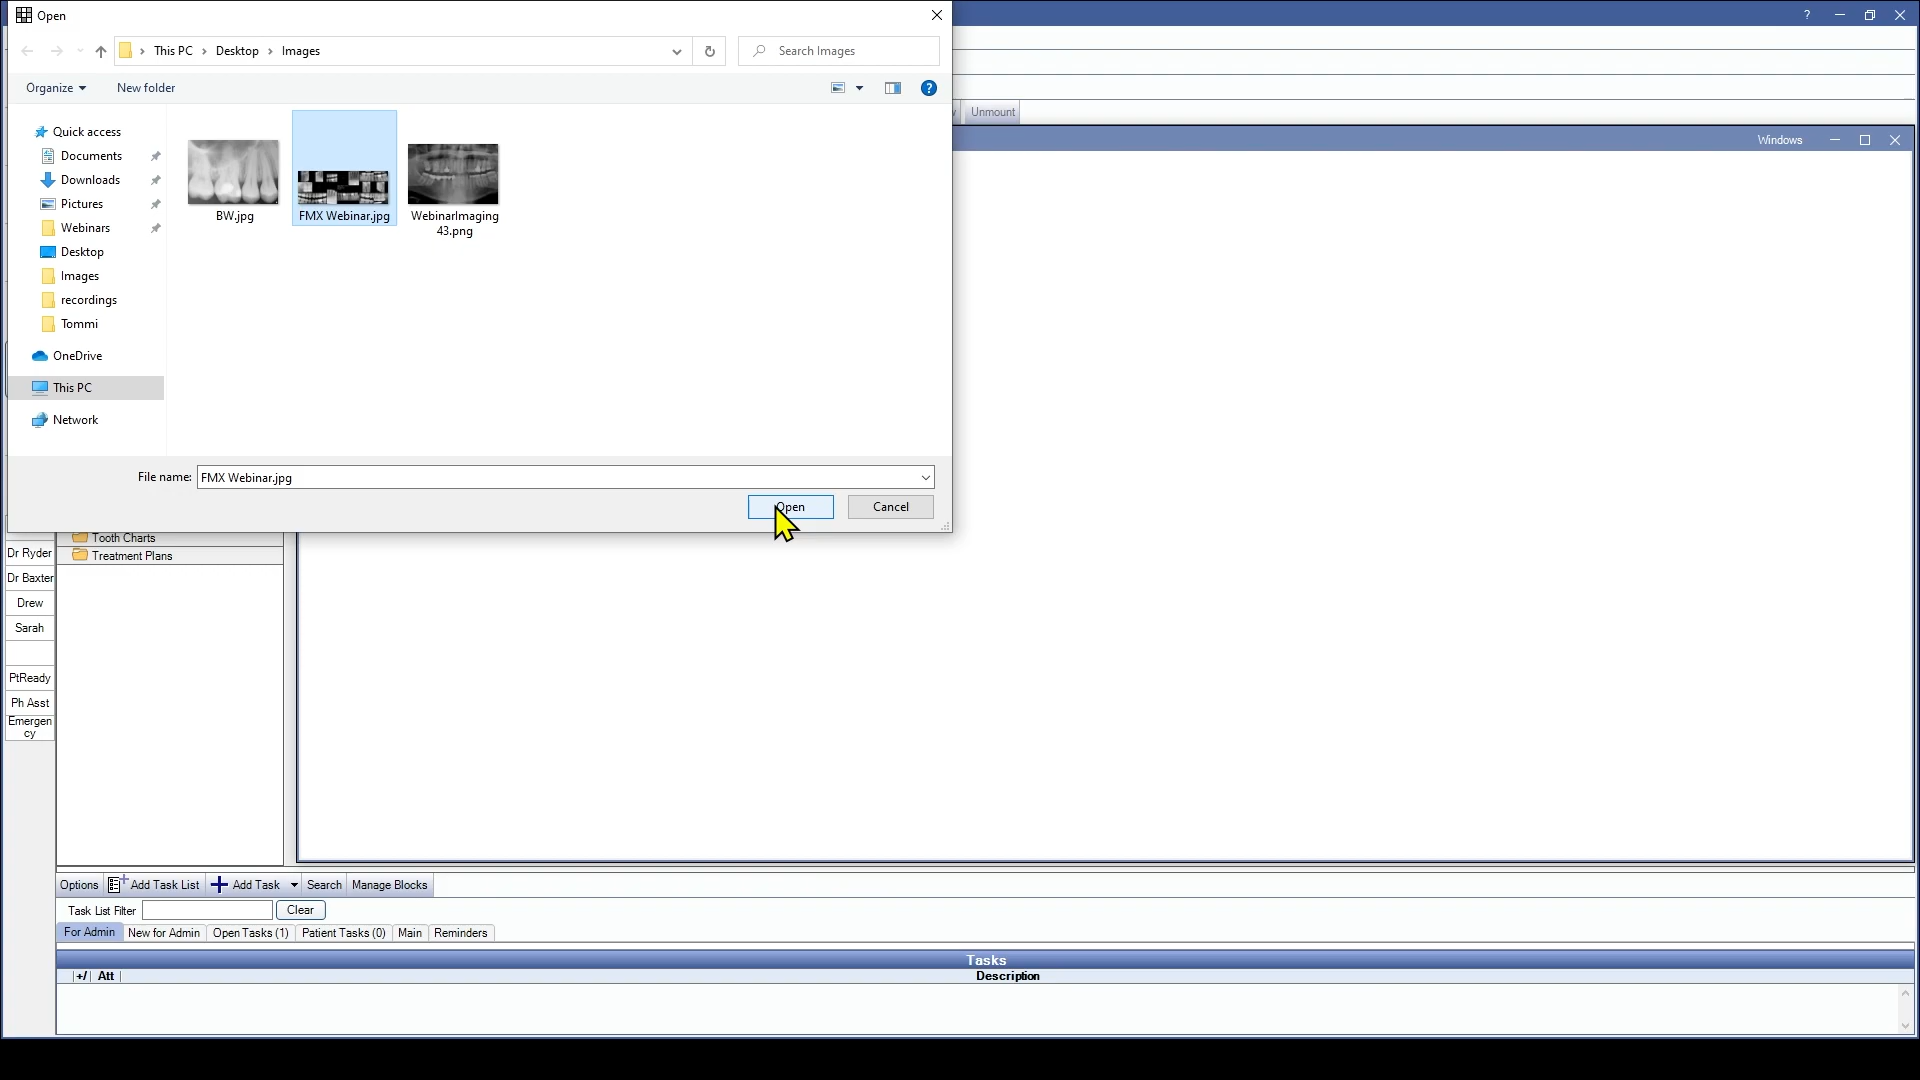 Open
This PC > Desktop > Images
Search Images
Organize
New folder
Quick access
Documents
Downloads
Pictures
Webinars
Desktop
Images
recordings
Tommi
OneDrive
This PC
Network
BW.jpg
FMX Webinar.jpg
WebinarImaging
43.png
File name:
FMX Webinar.jpg
Open
Cancel
Unmount
Windows
Tooth Charts
Treatment Plans
Dr Ryder
Dr Baxter
Drew
Sarah
PtReady
Ph Asst
Emergen
cy
Options
Add Task List
Add Task
Search
Manage Blocks
Task List Filter
Clear
For Admin
New for Admin
Open Tasks (1)
Patient Tasks (0)
Main
Reminders
Tasks
+/
Att
Description